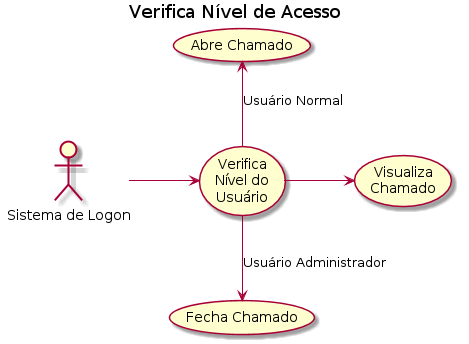 Verifica Nível de Acesso
Abre Chamado
Usuário Normal
Verifica
Nível do
Usuário
Visualiza
Chamado
Sistema de Logon
Usuário Administrador
Fecha Chamado